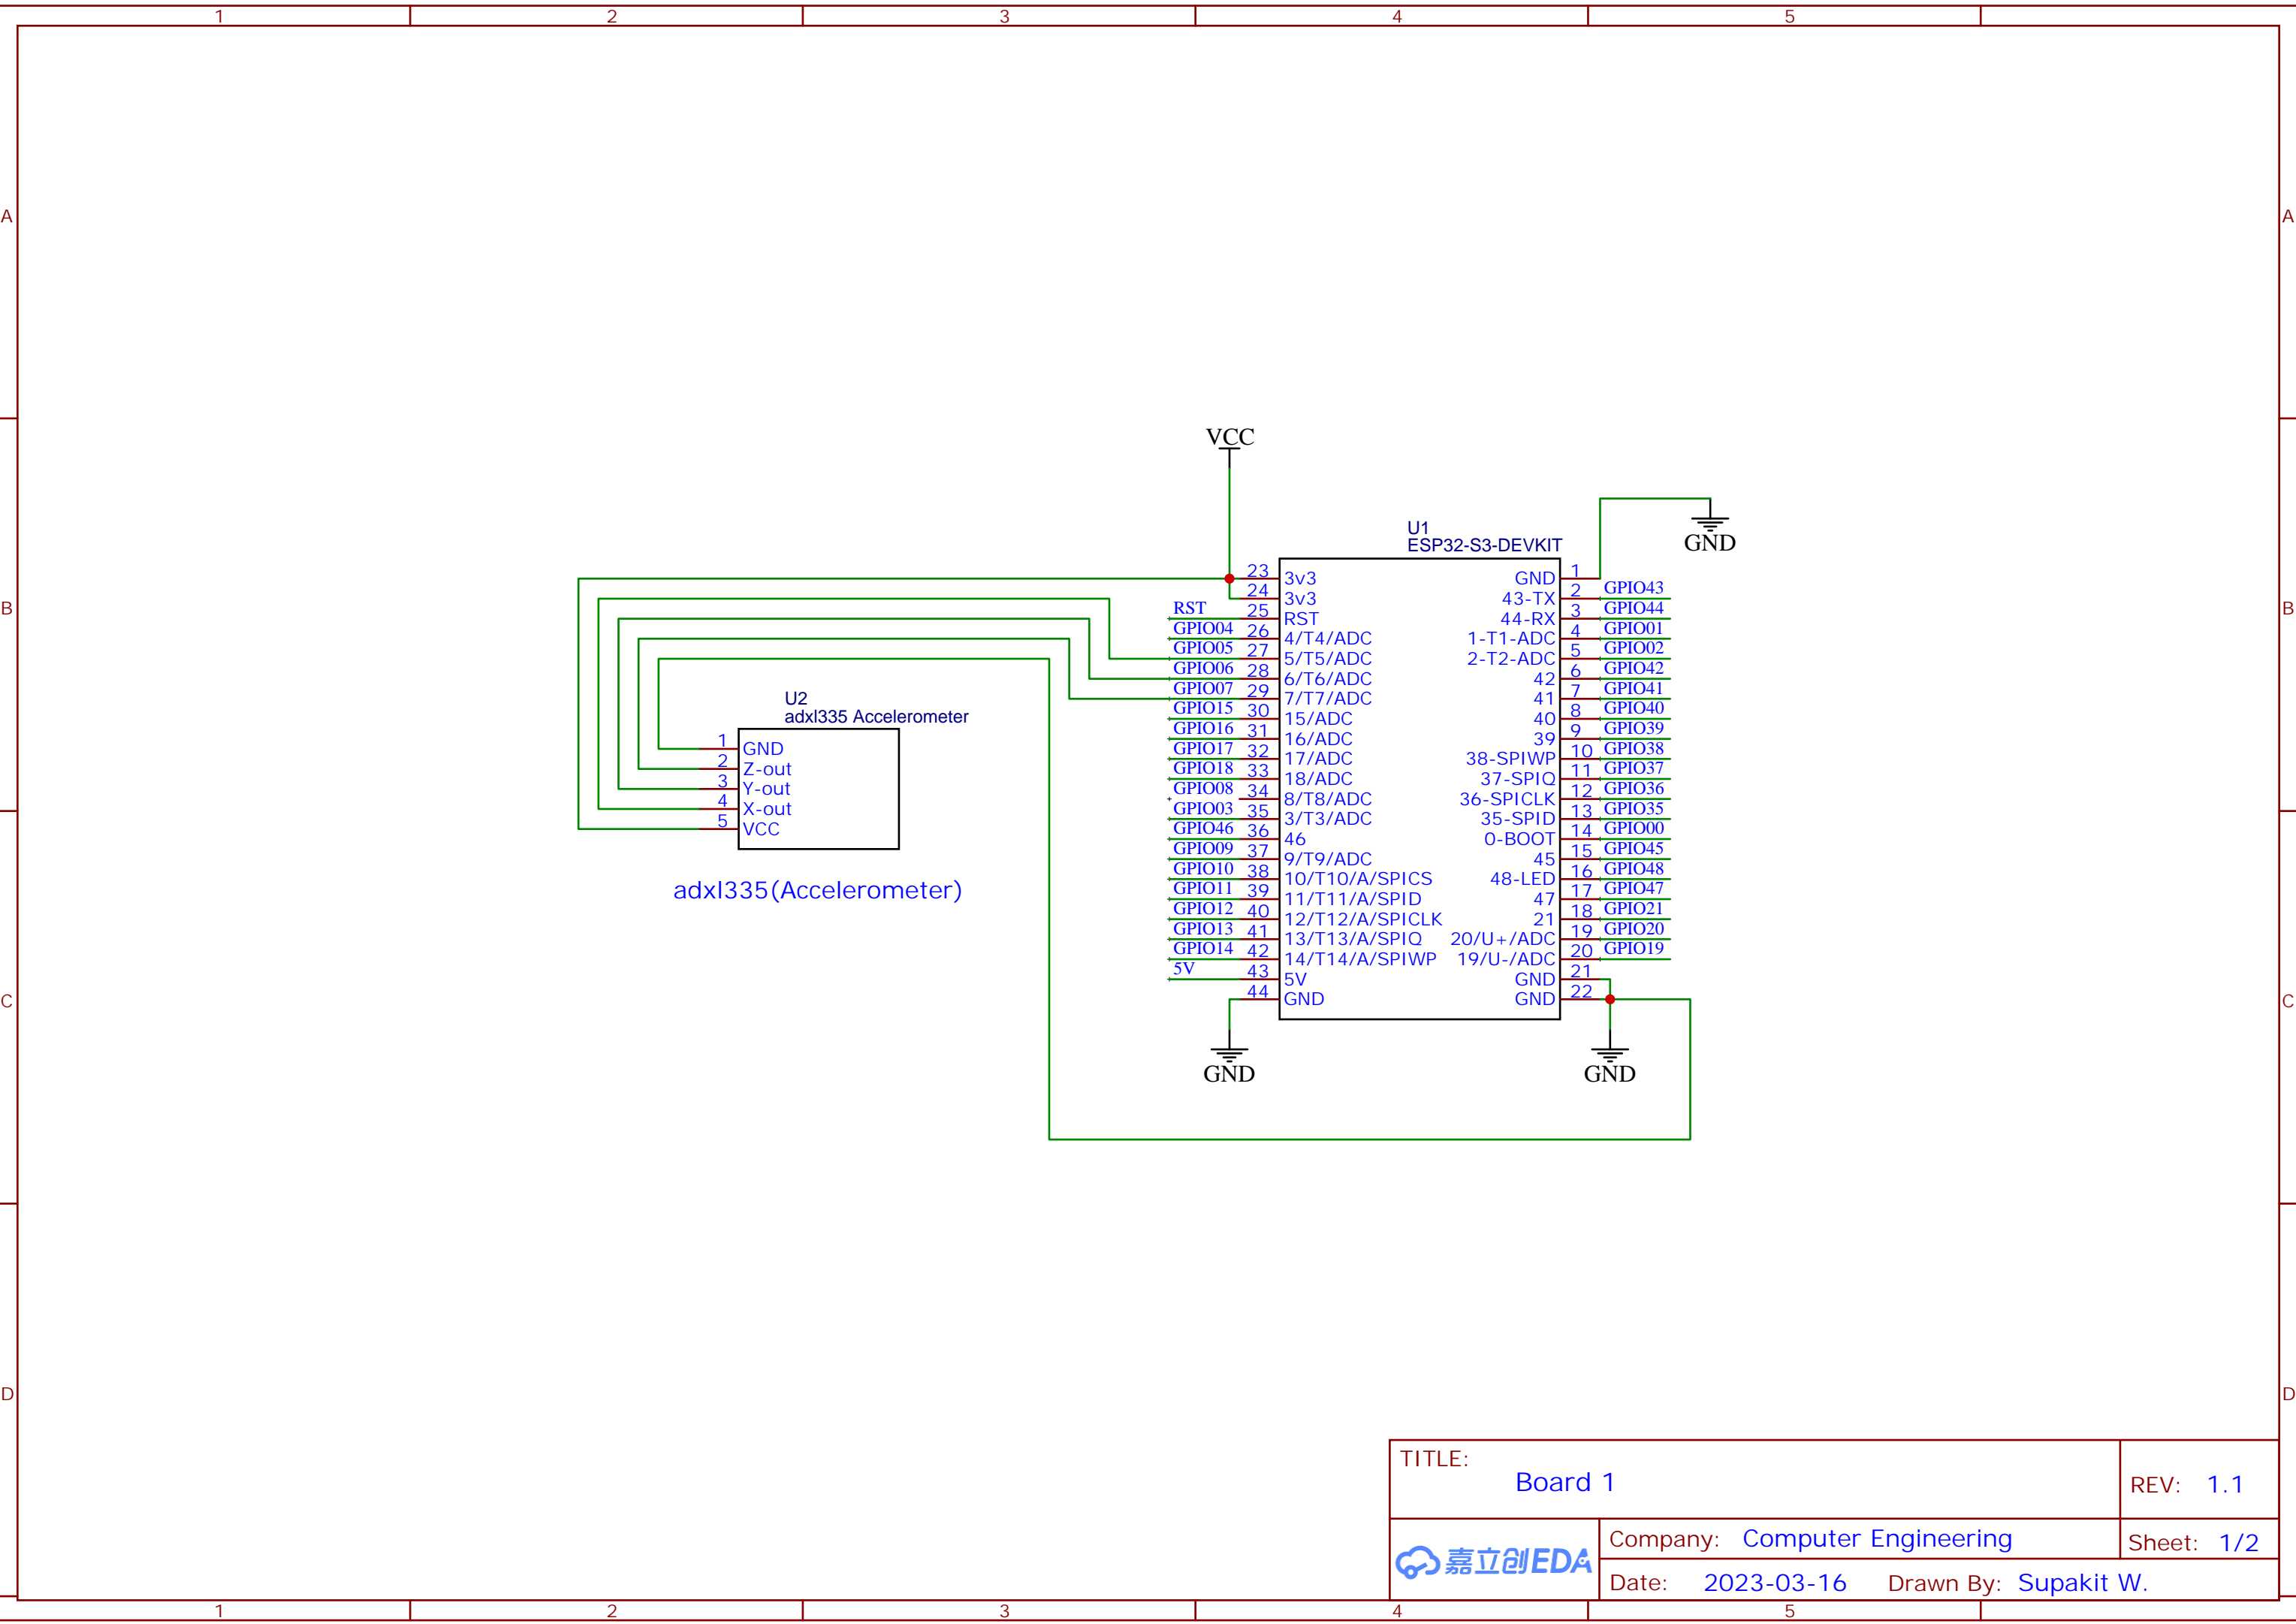 1 2 3 4 5
A A
B B
C C
D D
VCC
GND
U1
ESP32-S3-DEVKIT
23 3v3 GND 1
24 3v3 43-TX 2 GPIO43
RST 25 RST 44-RX 3 GPIO44
GPIO04 26 4/T4/ADC 1-T1-ADC 4 GPIO01
GPIO05 27 5/T5/ADC 2-T2-ADC 5 GPIO02
GPIO06 28 6/T6/ADC 42 6 GPIO42
GPIO07 29 7/T7/ADC 41 7 GPIO41
GPIO15 30 15/ADC 40 8 GPIO40
GPIO16 31 16/ADC 39 9 GPIO39
GPIO17 32 17/ADC 38-SPIWP 10 GPIO38
GPIO18 33 18/ADC 37-SPIQ 11 GPIO37
GPIO08 34 8/T8/ADC 36-SPICLK 12 GPIO36
GPIO03 35 3/T3/ADC 35-SPID 13 GPIO35
GPIO46 36 46 0-BOOT 14 GPIO00
GPIO09 37 9/T9/ADC 45 15 GPIO45
GPIO10 38 10/T10/A/SPICS 48-LED 16 GPIO48
GPIO11 39 11/T11/A/SPID 47 17 GPIO47
GPIO12 40 12/T12/A/SPICLK 21 18 GPIO21
GPIO13 41 13/T13/A/SPIQ 20/U+/ADC 19 GPIO20
GPIO14 42 14/T14/A/SPIWP 19/U-/ADC 20 GPIO19
5V 43 5V GND 21
44 GND GND 22
GND GND
U2
adxl335 Accelerometer
1 GND
2 Z-out
3 Y-out
4 X-out
5 VCC
adxl335(Accelerometer)
TITLE:
Board 1
REV: 1.1
嘉立创EDA
Company: Computer Engineering
Sheet: 1/2
Date: 2023-03-16 Drawn By: Supakit W.
1 2 3 4 5